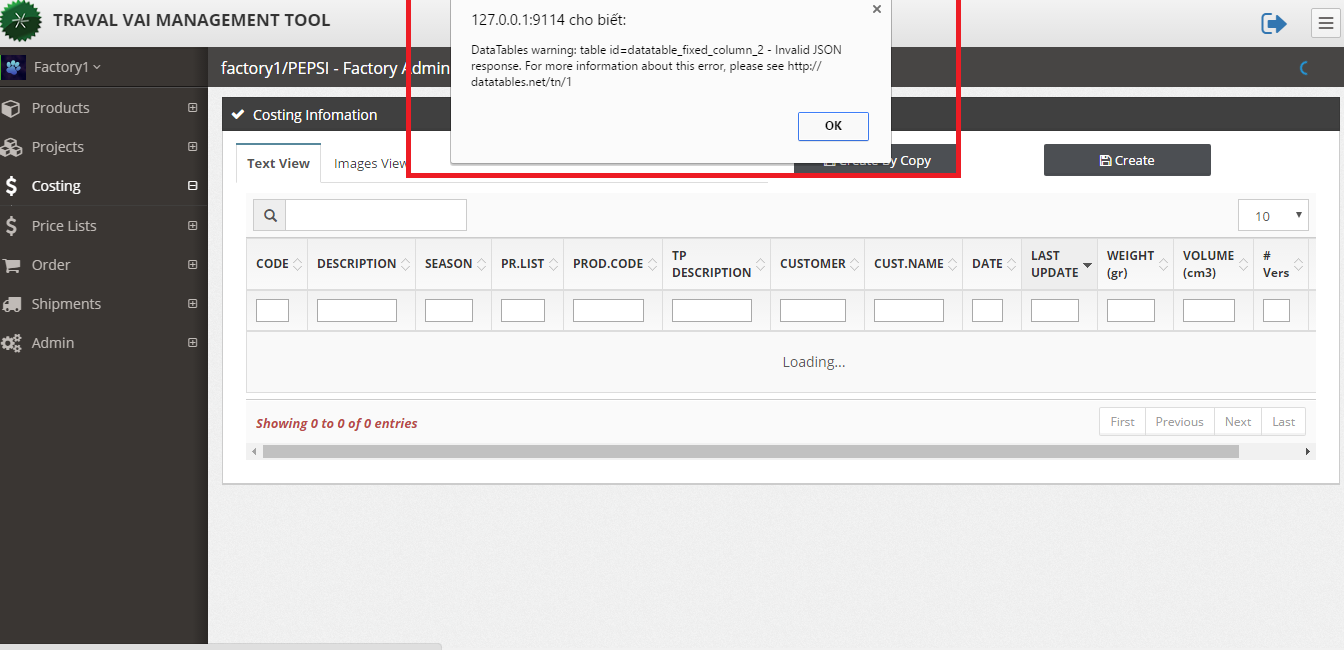 TRAVAL VAI MANAGEMENT TOOL
127.0.0.1:9114 cho biết:
DataTables warning: table id=datatable_fixed_column_2 - Invalid JSON
response. For more information about this error, please see http://
datatables.net/tn/1
OK
Factory1
factory1/PEPSI - Factory Admin
Products
Projects
Costing
Price Lists
Order
Shipments
Admin
Costing Infomation
Text View
Images View
Create By Copy
Create
10
CODE
DESCRIPTION
SEASON
PR.LIST
PROD.CODE
TP
DESCRIPTION
CUSTOMER
CUST.NAME
DATE
LAST
UPDATE
WEIGHT
(gr)
VOLUME
(cm3)
#
Vers
Loading...
Showing 0 to 0 of 0 entries
First
Previous
Next
Last